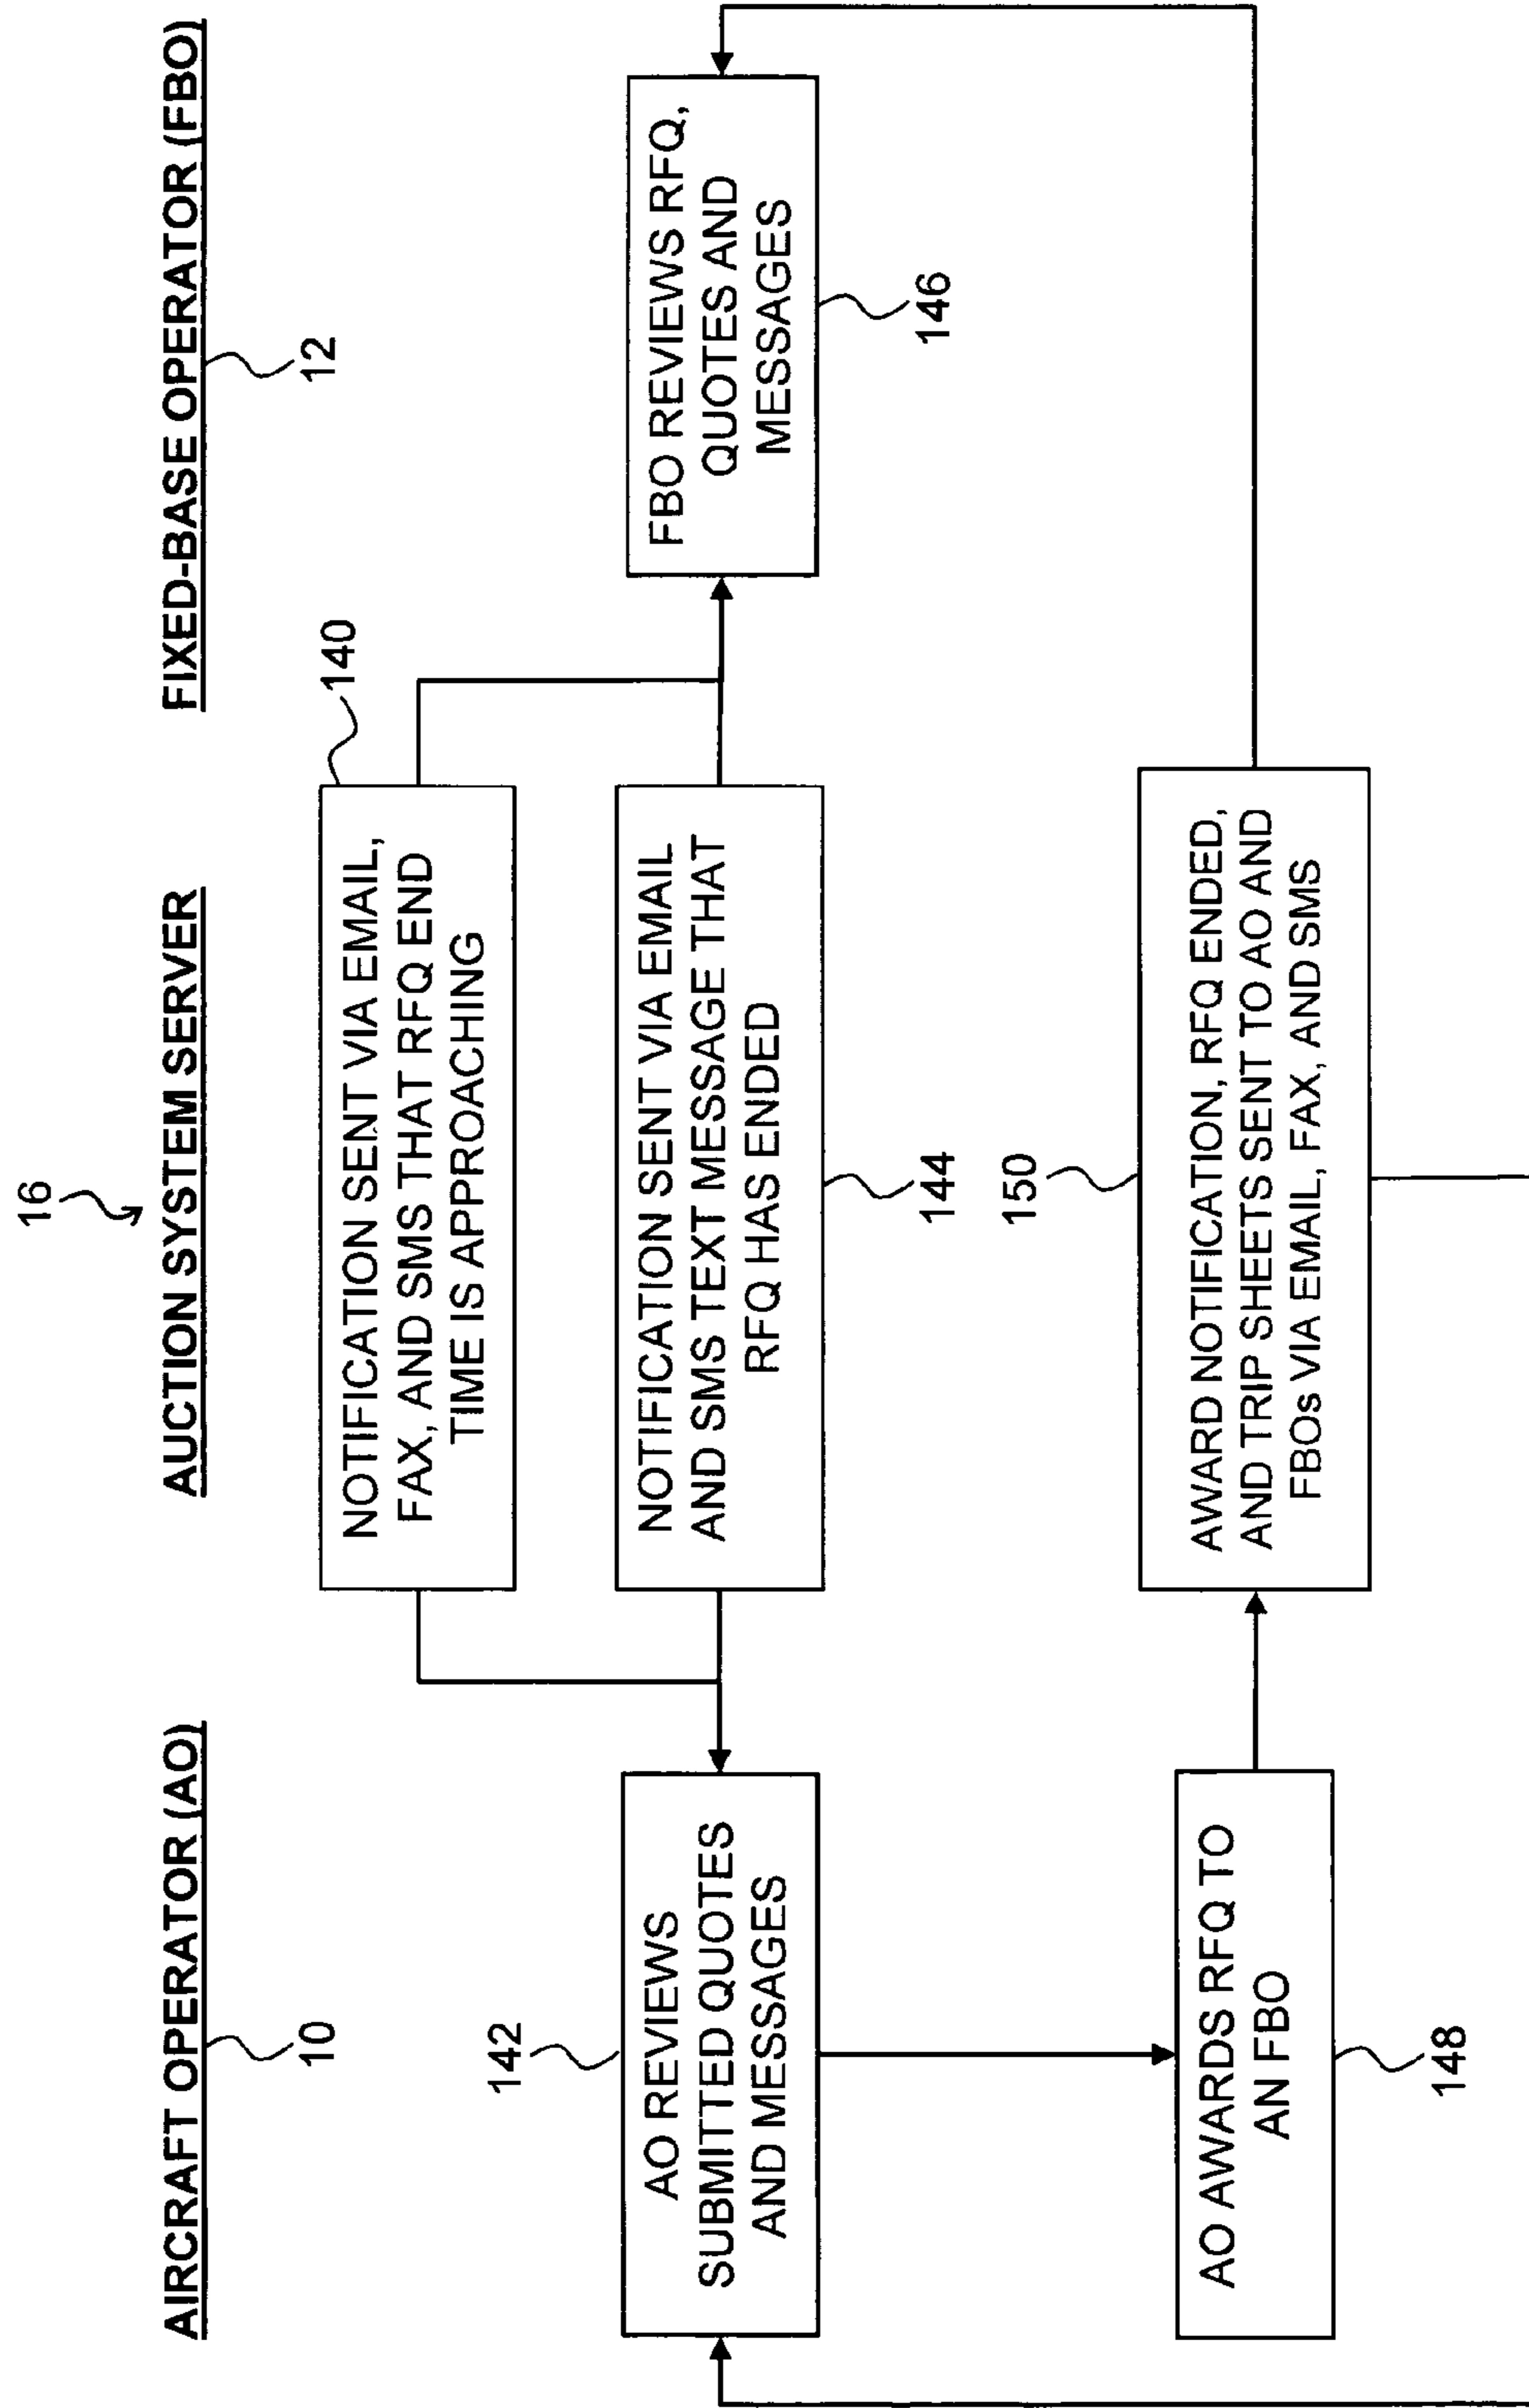 16
AIRCRAFT OPERATOR (AO)
AUCTION SYSTEM SERVER
FIXED-BASE OPERATOR (FBO)
10
12
140
NOTIFICATION SENT VIA EMAIL,
FAX, AND SMS THAT RFQ END
TIME IS APPROACHING
142
AO REVIEWS
SUBMITTED QUOTES
AND MESSAGES
NOTIFICATION SENT VIA EMAIL
AND SMS TEXT MESSAGE THAT
RFQ HAS ENDED
144
FBO REVIEWS RFQ,
QUOTES AND
MESSAGES
146
AO AWARDS RFQ TO
AN FBO
148
150
AWARD NOTIFICATION, RFQ ENDED,
AND TRIP SHEETS SENT TO AO AND
FBOs VIA EMAIL, FAX, AND SMS